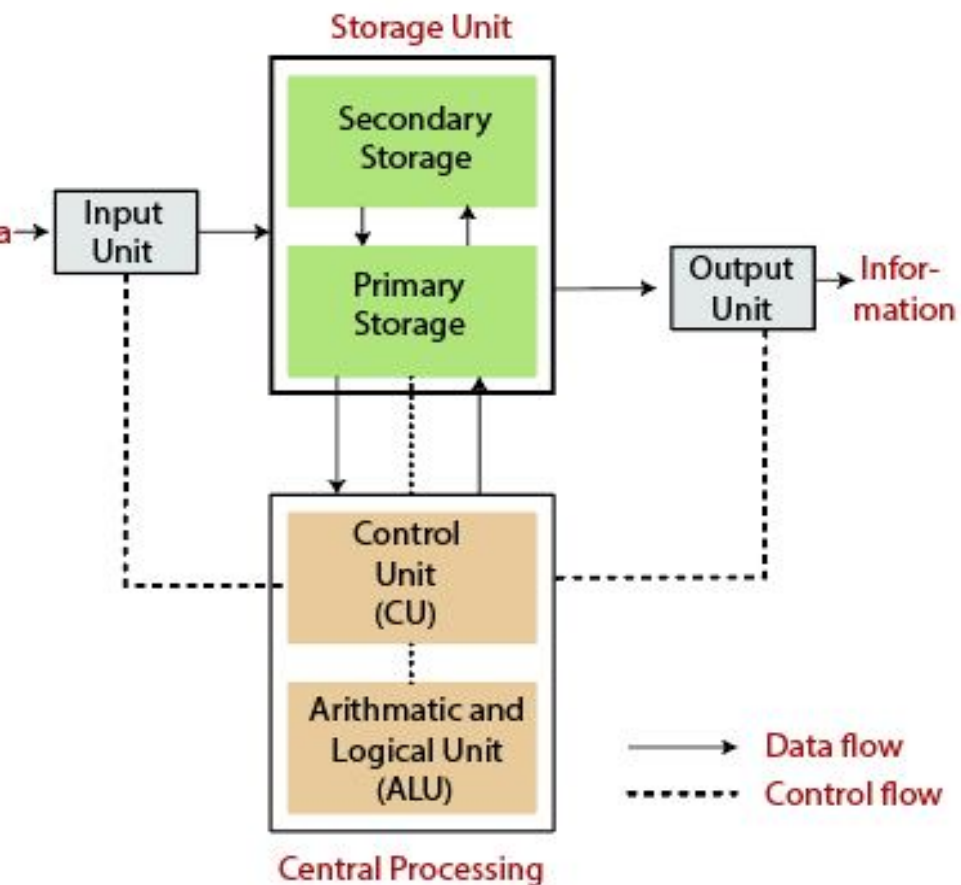 Storage Unit
Secondary
Storage
a
Input
Unit
Primary
Storage
Output
Unit
Infor-
mation
Control
Unit
(CU)
Arithmatic and
Logical Unit
(ALU)
Data flow
Control flow
Central Processing